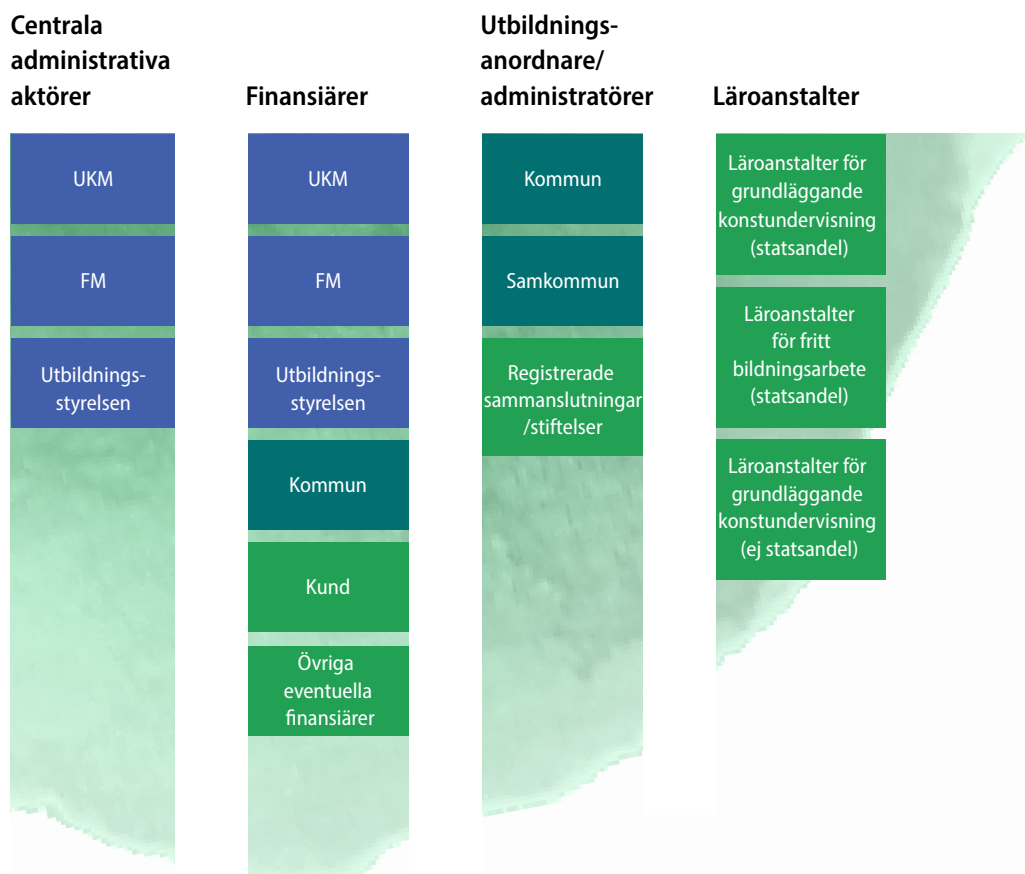 Centrala
administrativa
aktörer
UKM
FM
Utbildnings-
styrelsen
Finansiärer
UKM
FM
Utbildnings-
styrelsen
Kommun
Kund
Övriga
eventuella
finansiärer
Utbildnings-
anordnare/
administratörer
Kommun
Samkommun
Registrerade
sammanslutningar
/stiftelser
Läroanstalter
Läroanstalter för
grundläggande
konstundervisning
(statsandel)
Läroanstalter
för fritt
bildningsarbete
(statsandel)
Läroanstalter för
grundläggande
konstundervisning
(ej statsandel)